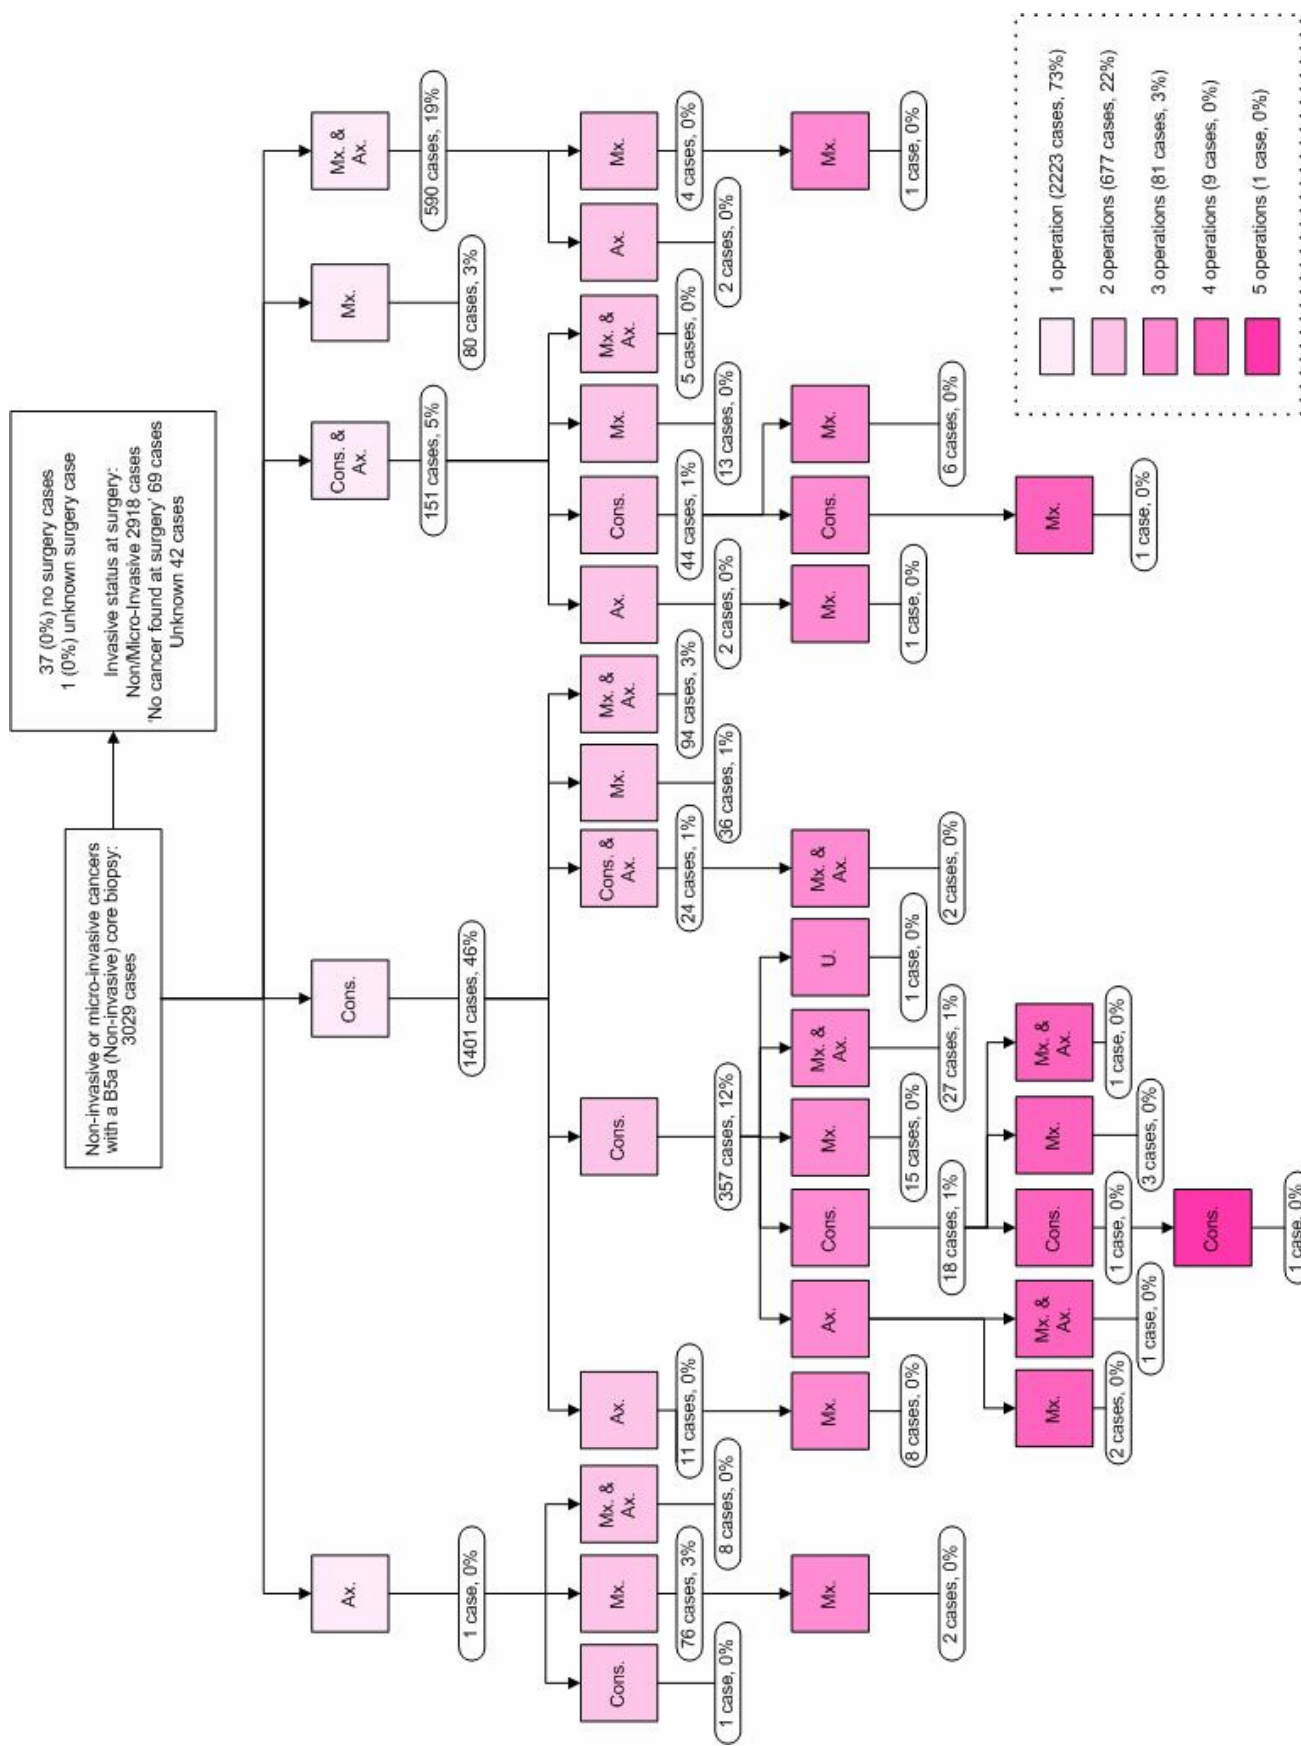 Non-invasive or micro-invasive cancers
with a B5a (Non-invasive) core biopsy:
3029 cases
37 (0%) no surgery cases
1 (0%) unknown surgery case
Invasive status at surgery:
Non/Micro-Invasive 2918 cases
'No cancer found at surgery' 69 cases
Unknown 42 cases
Ax.
Cons.
Cons. &
Ax.
Mx.
Mx. &
Ax.
1 case, 0%
1401 cases, 46%
151 cases, 5%
80 cases, 3%
590 cases, 19%
Cons.
Mx.
Mx. &
Ax.
Ax.
Cons.
Cons. &
Ax.
Mx.
Mx. &
Ax.
Ax.
Cons.
Mx.
Mx. &
Ax.
Ax.
Mx.
1 case, 0%
76 cases, 3%
8 cases, 0%
11 cases, 0%
357 cases, 12%
24 cases, 1%
36 cases, 1%
94 cases, 3%
2 cases, 0%
44 cases, 1%
13 cases, 0%
5 cases, 0%
2 cases, 0%
4 cases, 0%
Mx.
Mx.
Ax.
Cons.
Mx.
Mx. &
Ax.
U.
Mx. &
Ax.
Mx.
Cons.
Mx.
Mx.
2 cases, 0%
8 cases, 0%
18 cases, 1%
15 cases, 0%
27 cases, 1%
1 case, 0%
2 cases, 0%
1 case, 0%
6 cases, 0%
1 case, 0%
Mx.
Mx. &
Ax.
Cons.
Mx.
Mx. &
Ax.
Mx.
2 cases, 0%
1 case, 0%
1 case, 0%
3 cases, 0%
1 case, 0%
1 case, 0%
Cons.
1 case, 0%
1 operation (2223 cases, 73%)
2 operations (677 cases, 22%)
3 operations (81 cases, 3%)
4 operations (9 cases, 0%)
5 operations (1 case, 0%)